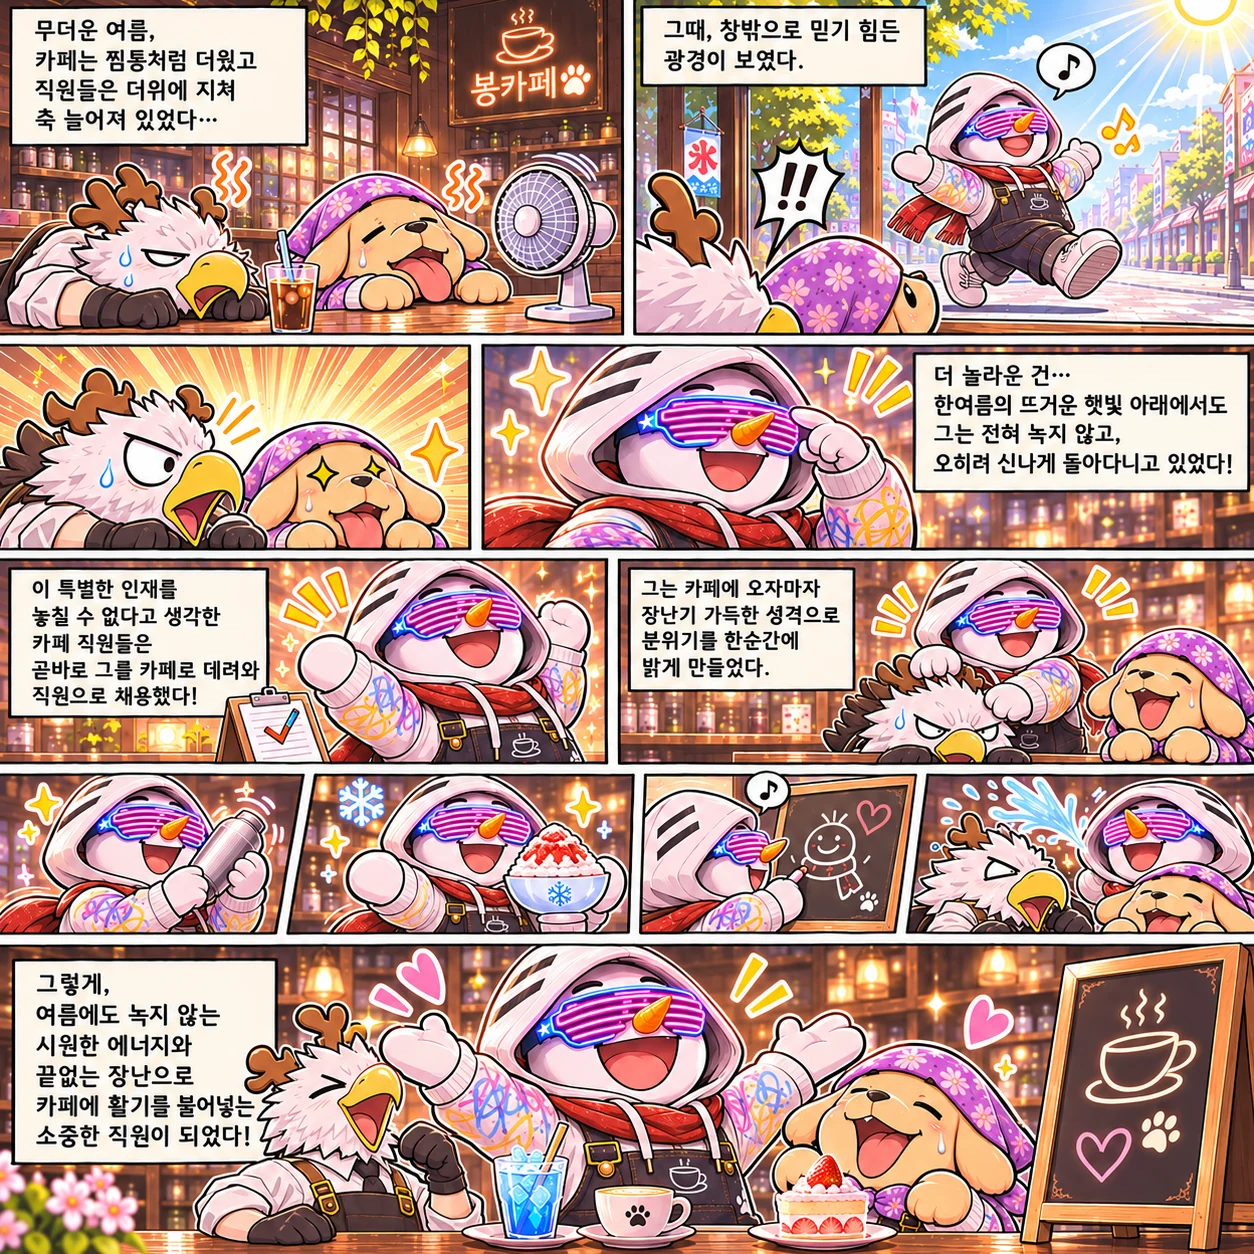 무더운 여름,
카페는 찜통처럼 더웠고
직원들은 더위에 지쳐
축 늘어져 있었다…
봉카페
그때, 창밖으로 믿기 힘든
광경이 보였다.
氷
!!
더 놀라운 건…
한여름의 뜨거운 햇빛 아래에서도
그는 전혀 녹지 않고,
오히려 신나게 돌아다니고 있었다!
이 특별한 인재를
놓칠 수 없다고 생각한
카페 직원들은
곧바로 그를 카페로 데려와
직원으로 채용했다!
그는 카페에 오자마자
장난기 가득한 성격으로
분위기를 한순간에
밝게 만들었다.
그렇게,
여름에도 녹지 않는
시원한 에너지와
끝없는 장난으로
카페에 활기를 불어넣는
소중한 직원이 되었다!